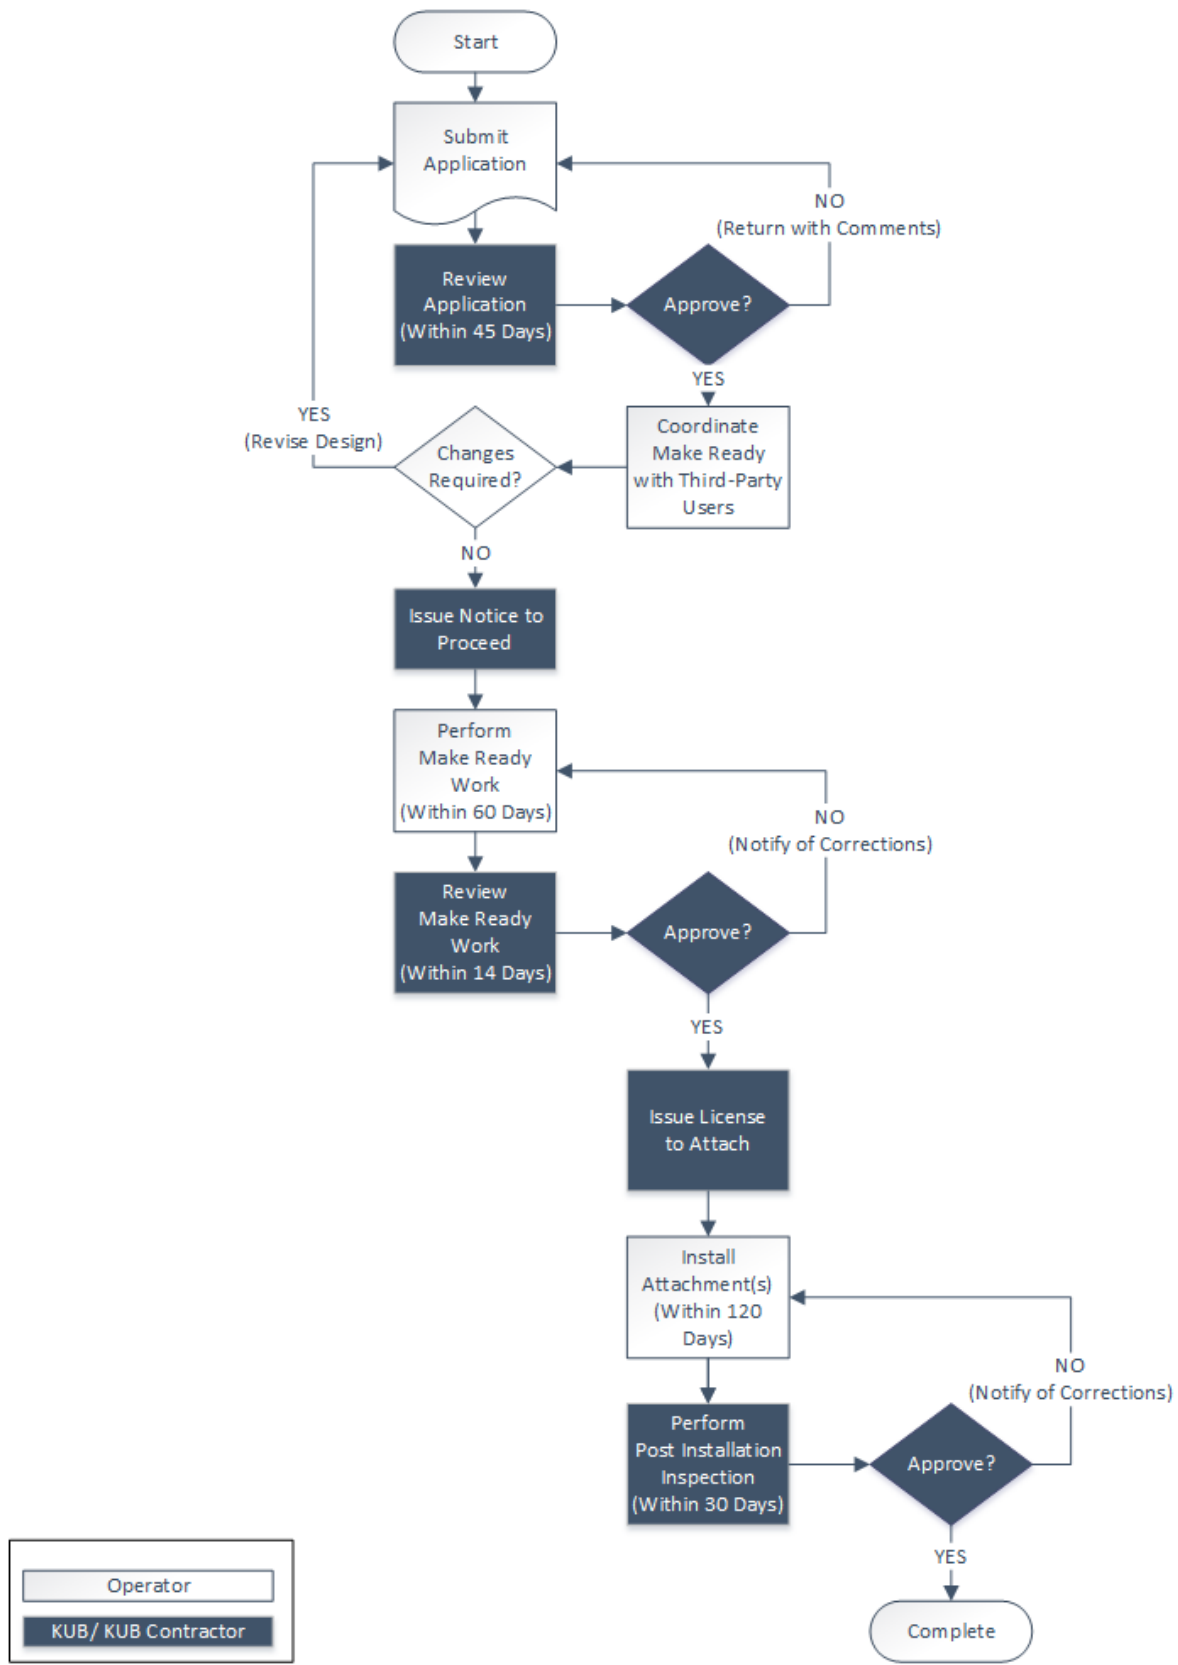 Start
Submit
Application
NO
(Return with Comments)
Review
Application
(Within 45 Days)
Approve?
YES
YES
(Revise Design)
Changes
Required?
Coordinate
Make Ready
with Third-Party
Users
NO
Issue Notice to
Proceed
Perform
Make Ready
Work
(Within 60 Days)
NO
(Notify of Corrections)
Review
Make Ready
Work
(Within 14 Days)
Approve?
YES
Issue License
to Attach
Install
Attachment(s)
(Within 120
Days)
NO
(Notify of Corrections)
Perform
Post Installation
Inspection
(Within 30 Days)
Approve?
YES
Complete
Operator
KUB/ KUB Contractor